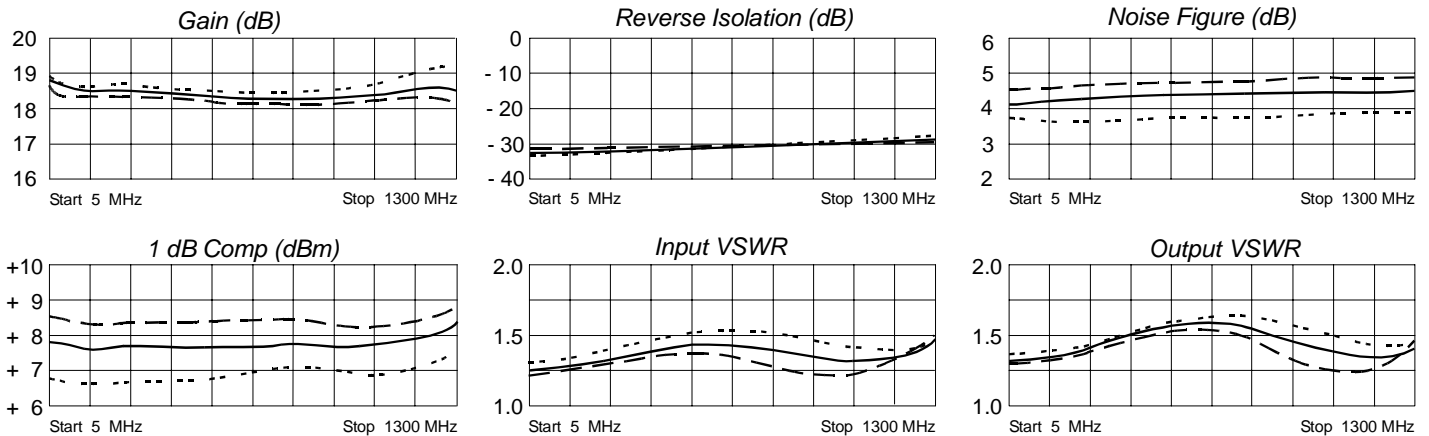 Gain (dB)
20
19
18
17
16
Start 5 MHz
Stop 1300 MHz
Reverse Isolation (dB)
0
- 10
- 20
- 30
- 40
Start 5 MHz
Stop 1300 MHz
Noise Figure (dB)
6
5
4
3
2
Start 5 MHz
Stop 1300 MHz
1 dB Comp (dBm)
+10
+ 9
+ 8
+ 7
+ 6
Start 5 MHz
Stop 1300 MHz
Input VSWR
2.0
1.5
1.0
Start 5 MHz
Stop 1300 MHz
Output VSWR
2.0
1.5
1.0
Start 5 MHz
Stop 1300 MHz